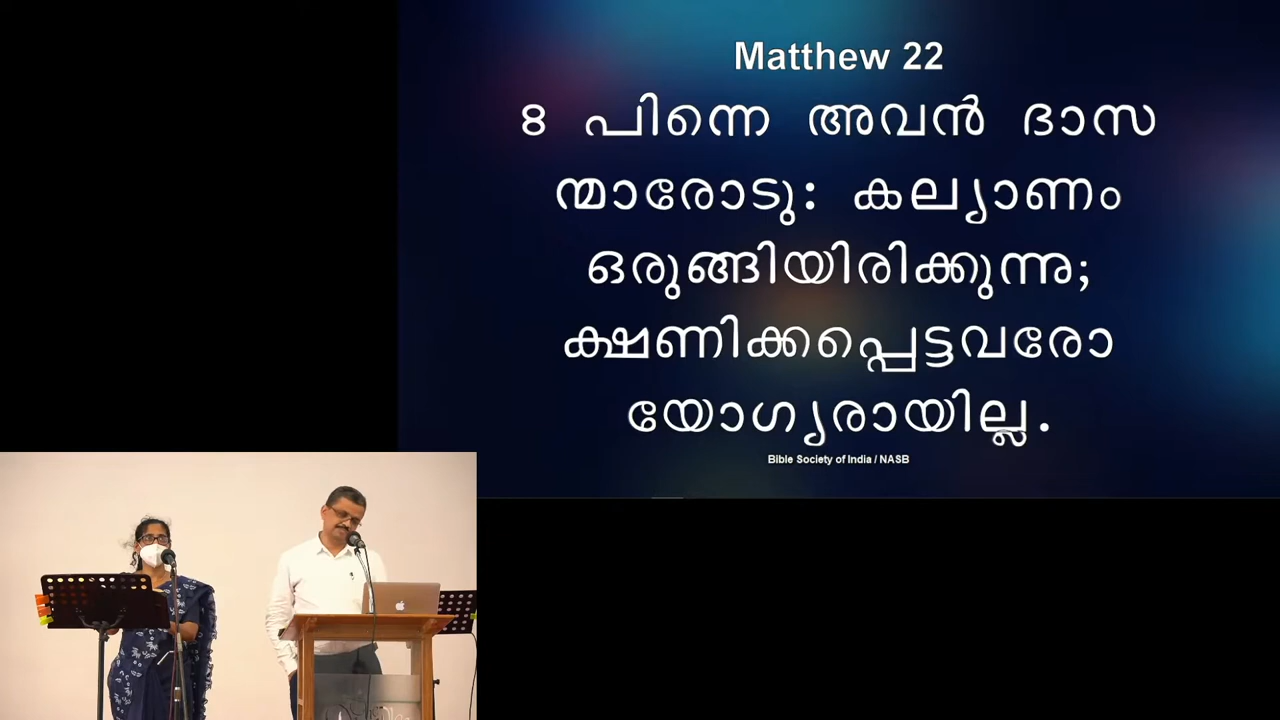 Matthew 22
8 പിന്നെ അവൻ ദാസ
ന്മാരോടു: കല്യാണം
ഒരുങ്ങിയിരിക്കുന്നു;
ക്ഷണിക്കപ്പെട്ടവരോ
യോഗ്യരായില്ല.
Bible Society of India / NASB